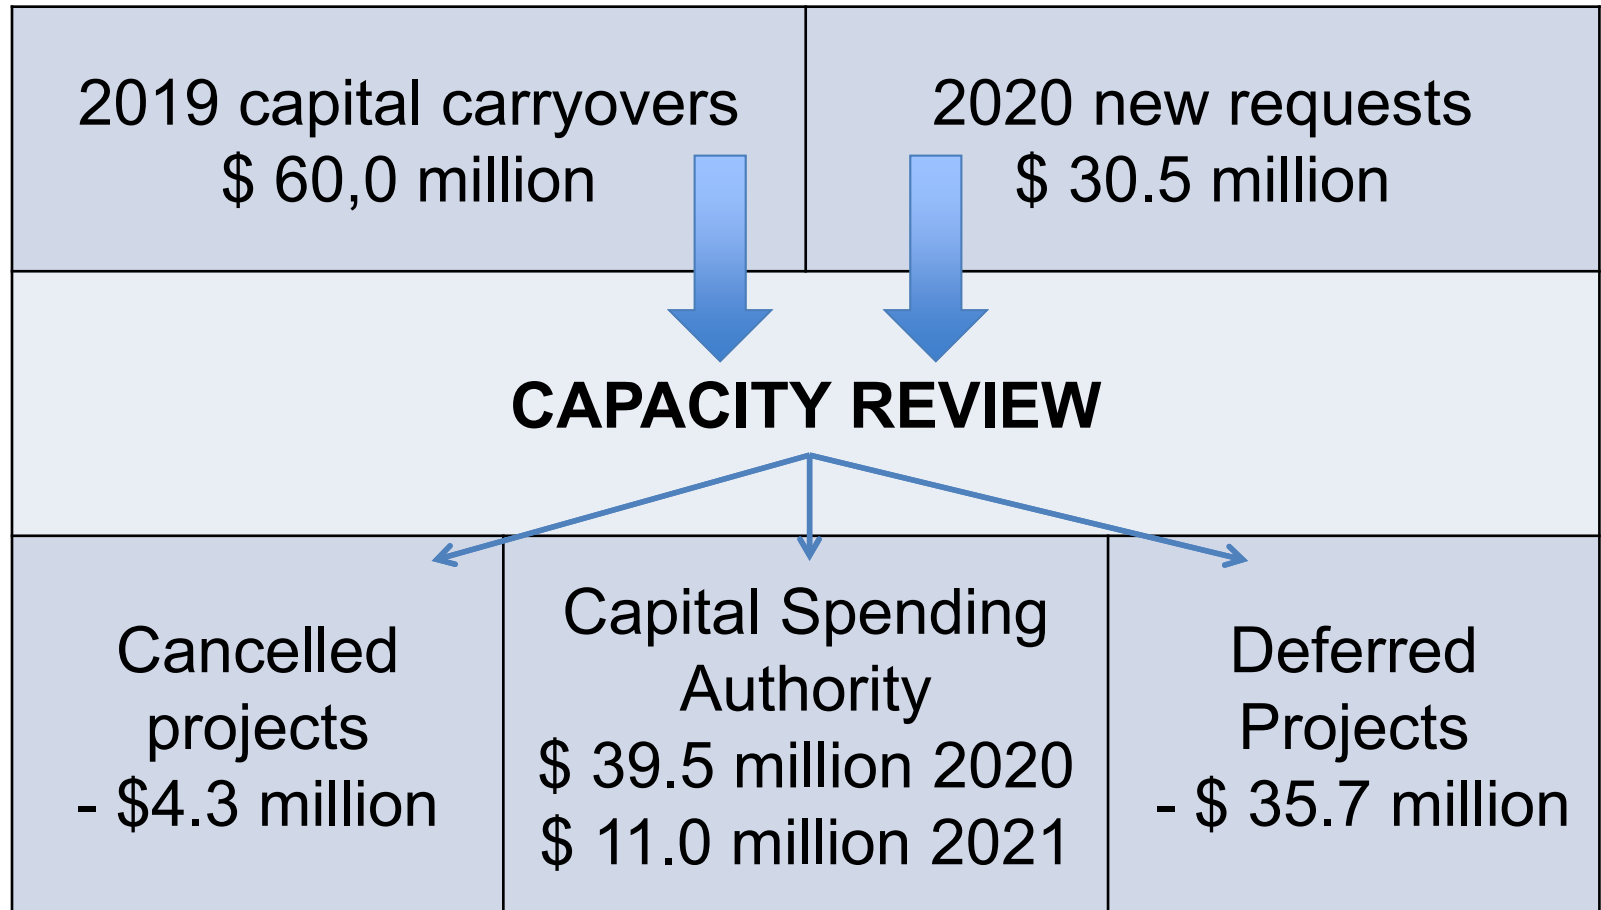 2019 capital carryovers
$ 60,0 million
2020 new requests
$ 30.5 million
CAPACITY REVIEW
Cancelled
projects
- $4.3 million
Capital Spending
Authority
$ 39.5 million 2020
$ 11.0 million 2021
Deferred
Projects
- $ 35.7 million